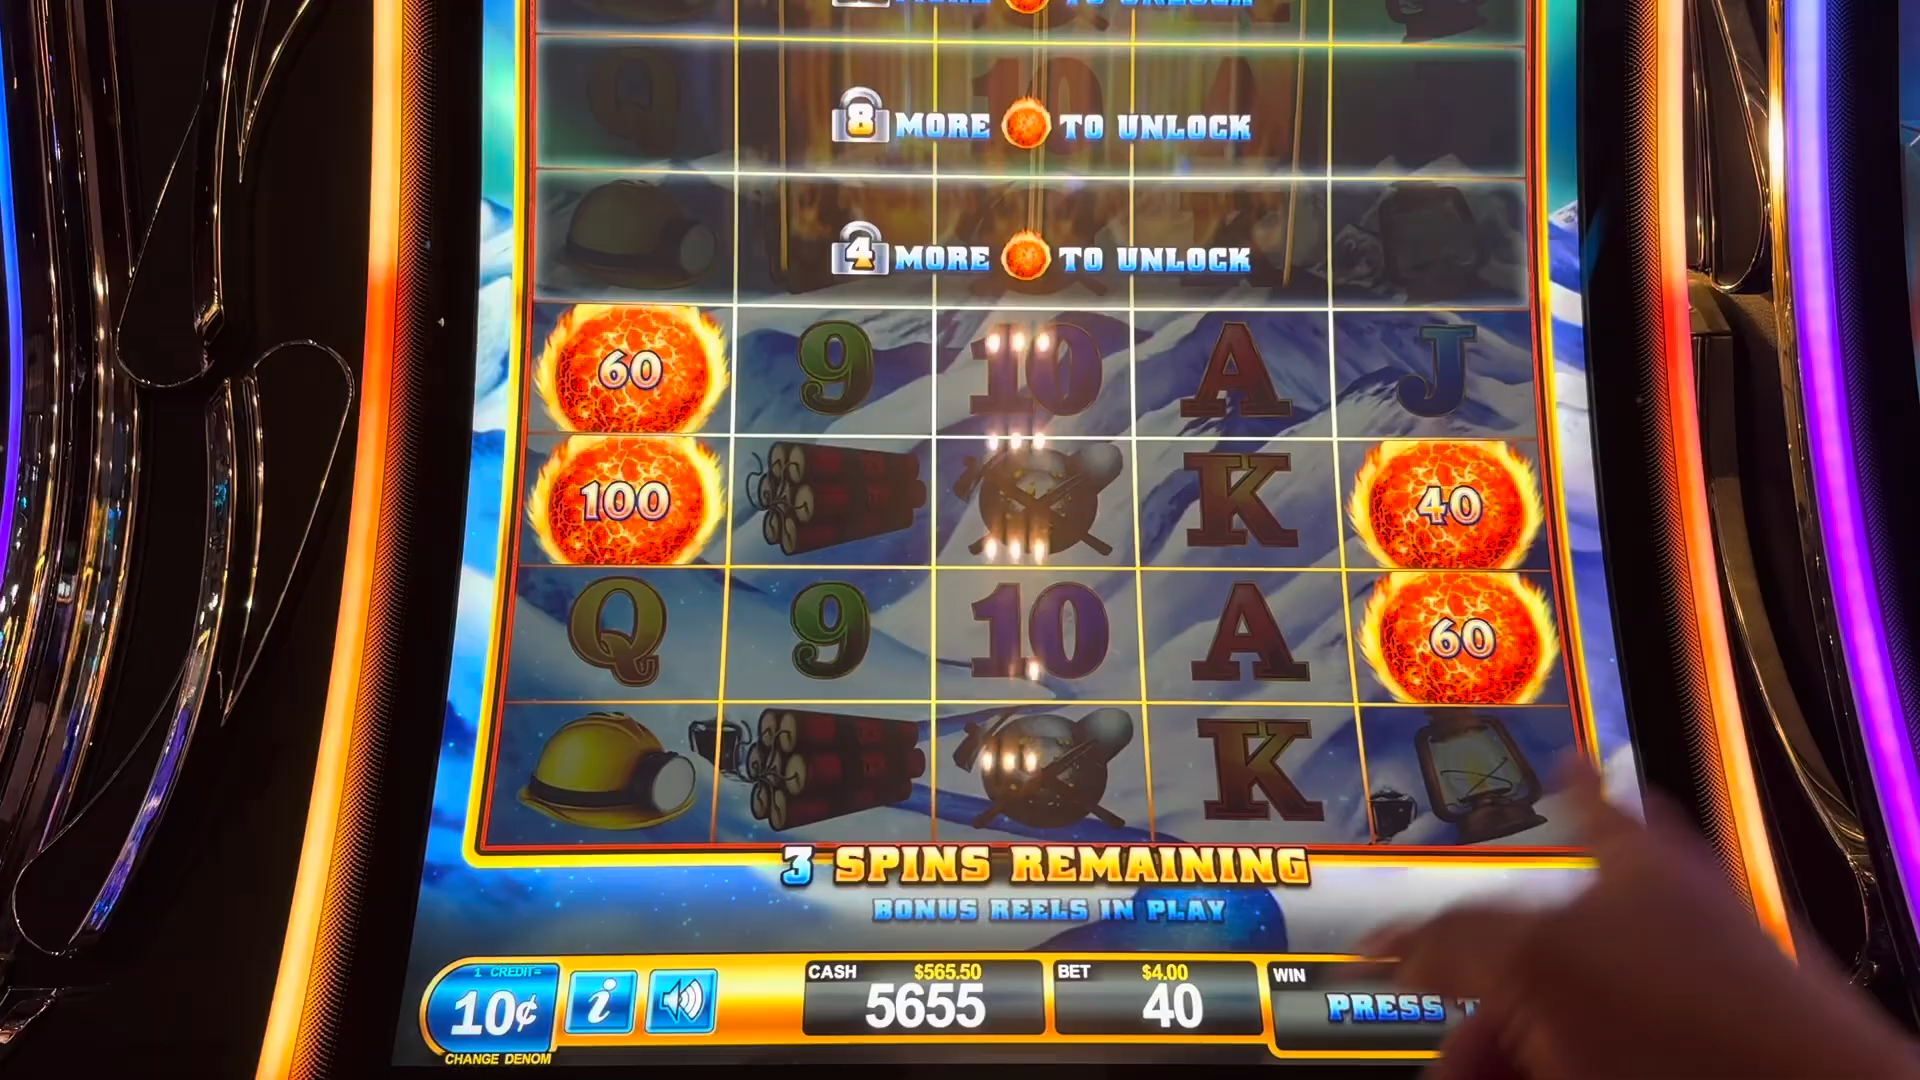 TO UNLOCK
8 MORE TO UNLOCK
4 MORE TO UNLOCK
60 9 10 A J
100 K 40
Q 9 10 A 60
K
3 SPINS REMAINING
BONUS REELS IN PLAY
1 CREDIT=
10¢
CHANGE DENOM
i
CASH $565.50
5655
BET $4.00
40
WIN
PRESS